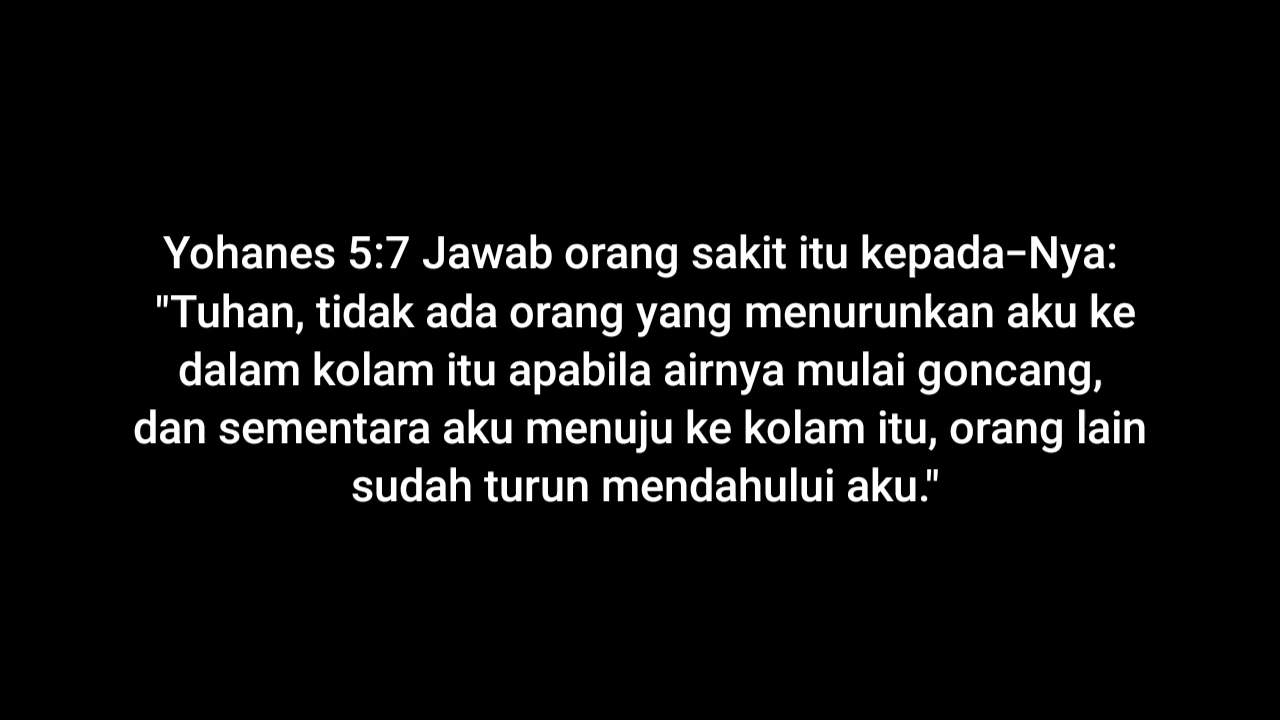 Yohanes 5:7 Jawab orang sakit itu kepada-Nya:
"Tuhan, tidak ada orang yang menurunkan aku ke
dalam kolam itu apabila airnya mulai goncang,
dan sementara aku menuju ke kolam itu, orang lain
sudah turun mendahului aku."